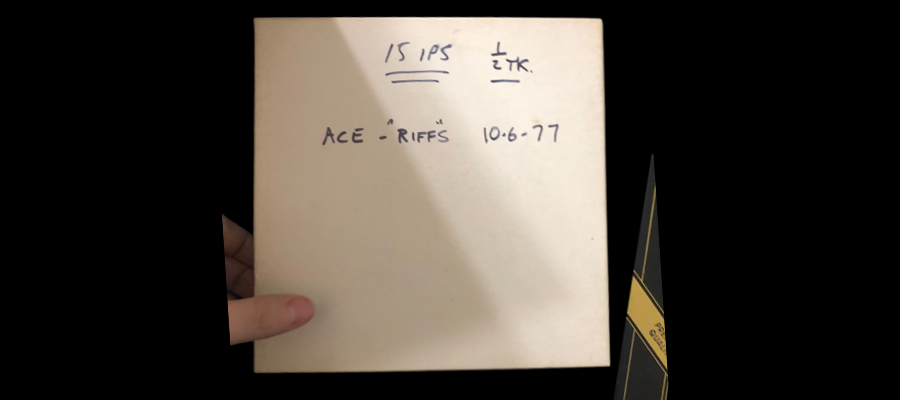 15 IPS ½ TK.
ACE - "RIFFS" 10·6-77